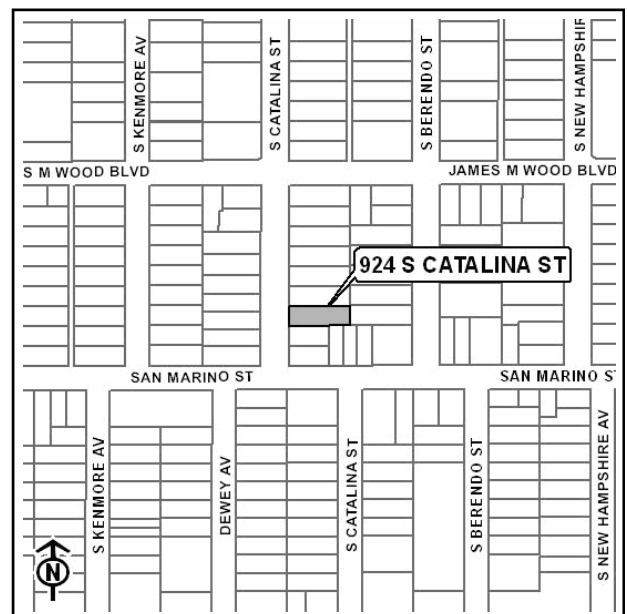 S KENMORE AV
S CATALINA ST
S BERENDO ST
S NEW HAMPSHIR
S M WOOD BLVD
JAMES M WOOD BLVD
924 S CATALINA ST
SAN MARINO ST
SAN MARINO S
S KENMORE AV
DEWEY AV
S CATALINA ST
S BERENDO ST
S NEW HAMPSHIRE AV
N